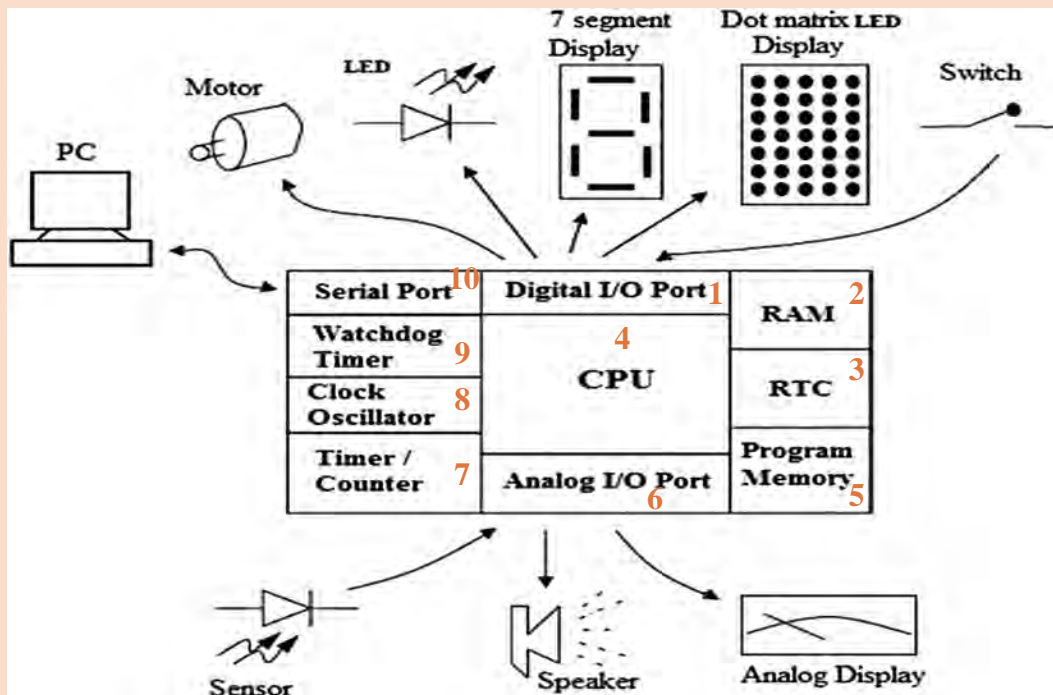 7 segment
Display
Dot matrix LED
Display
LED
Switch
Motor
PC
Serial Port 10
Digital I/O Port 1
2
RAM
Watchdog
Timer 9
4
CPU
3
RTC
Clock
Oscillator 8
Timer /
Counter 7
Analog I/O Port
6
Program
Memory
5
Sensor
Speaker
Analog Display